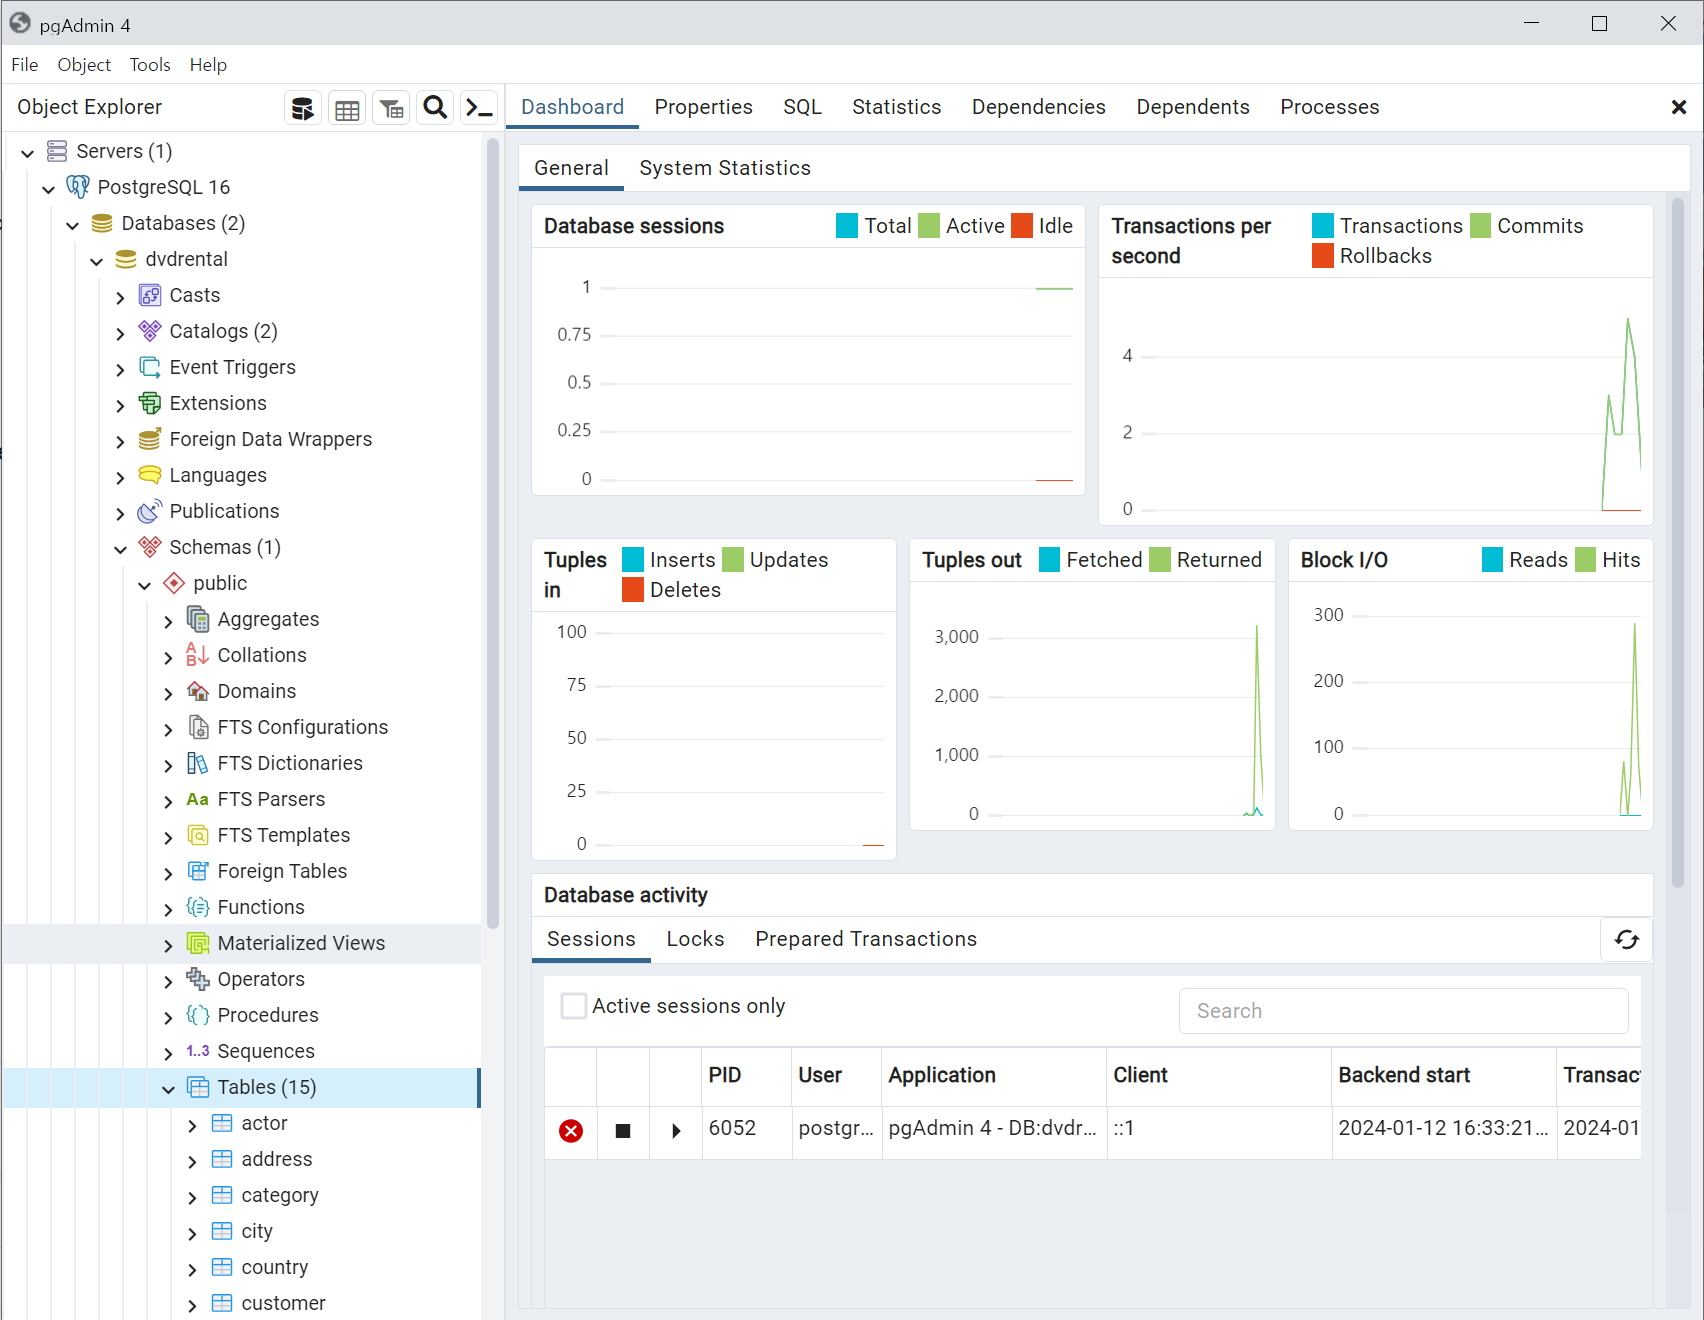 pgAdmin 4
File Object Tools Help
Object Explorer
Dashboard Properties SQL Statistics Dependencies Dependents Processes
Servers (1)
PostgreSQL 16
Databases (2)
dvdrental
Casts
Catalogs (2)
Event Triggers
Extensions
Foreign Data Wrappers
Languages
Publications
Schemas (1)
public
Aggregates
Collations
Domains
FTS Configurations
FTS Dictionaries
Aa FTS Parsers
FTS Templates
Foreign Tables
Functions
Materialized Views
Operators
Procedures
1..3 Sequences
Tables (15)
actor
address
category
city
country
customer
General System Statistics
Database sessions Total Active Idle
1
0.75
0.5
0.25
0
Transactions per second Transactions Commits Rollbacks
4
2
0
Tuples in Inserts Updates Deletes
100
75
50
25
0
Tuples out Fetched Returned
3,000
2,000
1,000
0
Block I/O Reads Hits
300
200
100
0
Database activity
Sessions Locks Prepared Transactions
Active sessions only Search
PID User Application Client Backend start Transac
6052 postgr... pgAdmin 4 - DB:dvdr... ::1 2024-01-12 16:33:21... 2024-01